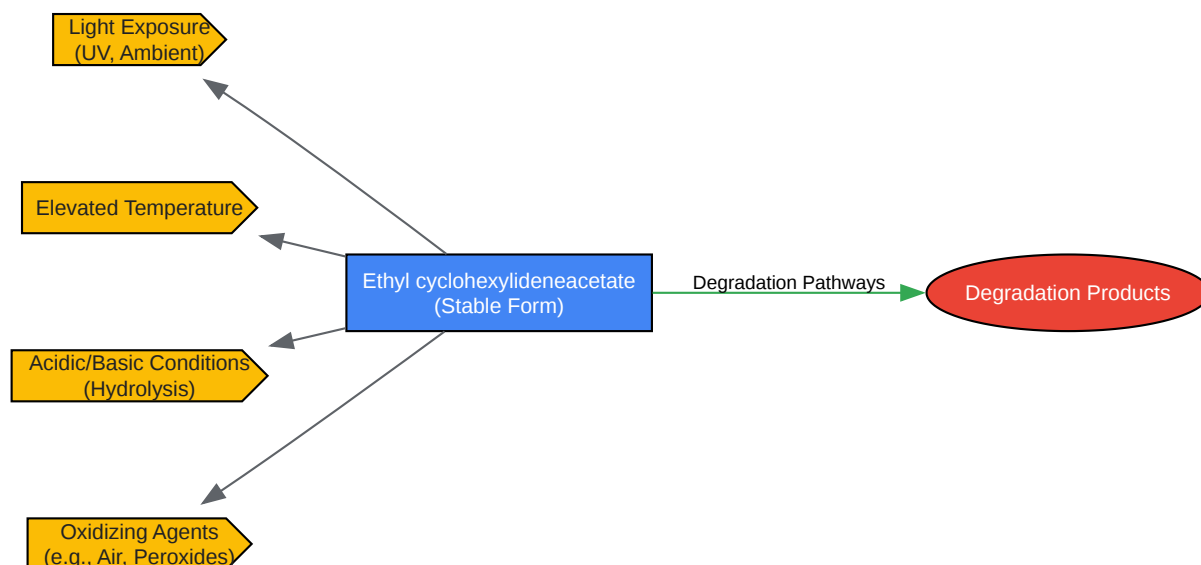 Light Exposure
(UV, Ambient)
Elevated Temperature
Ethyl cyclohexylideneacetate
(Stable Form)
Degradation Pathways
Degradation Products
Acidic/Basic Conditions
(Hydrolysis)
Oxidizing Agents
(e.g., Air, Peroxides)